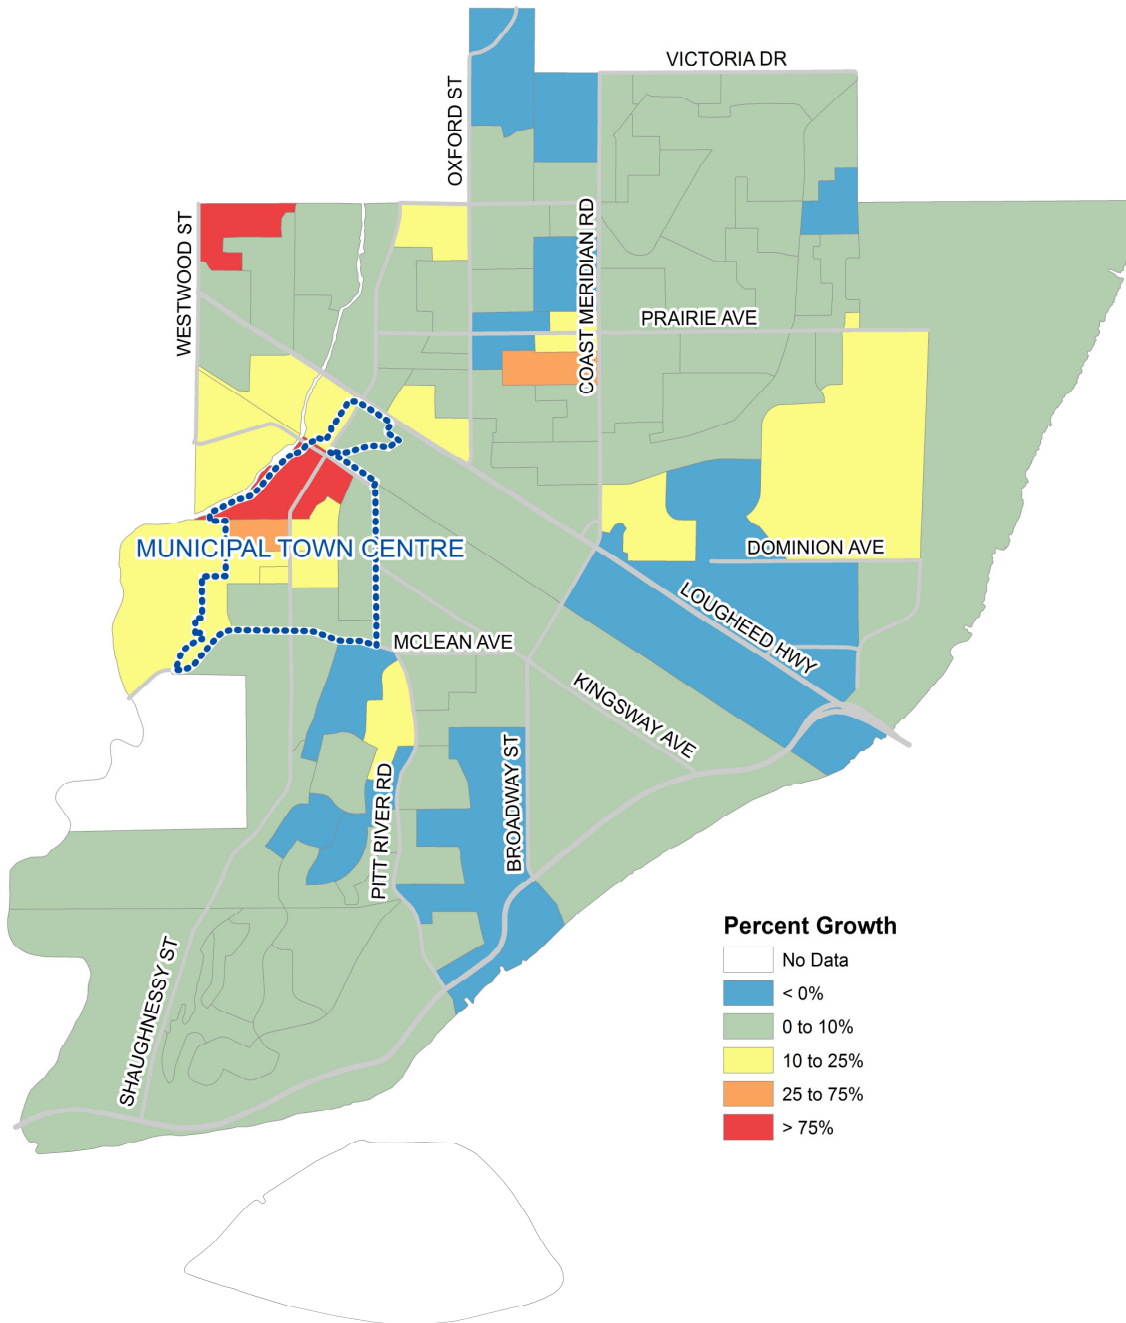 VICTORIA DR
OXFORD ST
WESTWOOD ST
COAST MERIDIAN RD
PRAIRIE AVE
MUNICIPAL TOWN CENTRE
DOMINION AVE
LOUGHEED HWY
MCLEAN AVE
KINGSWAY AVE
BROADWAY ST
PITT RIVER RD
SHAUGHNESSY ST
Percent Growth
No Data
< 0%
0 to 10%
10 to 25%
25 to 75%
> 75%